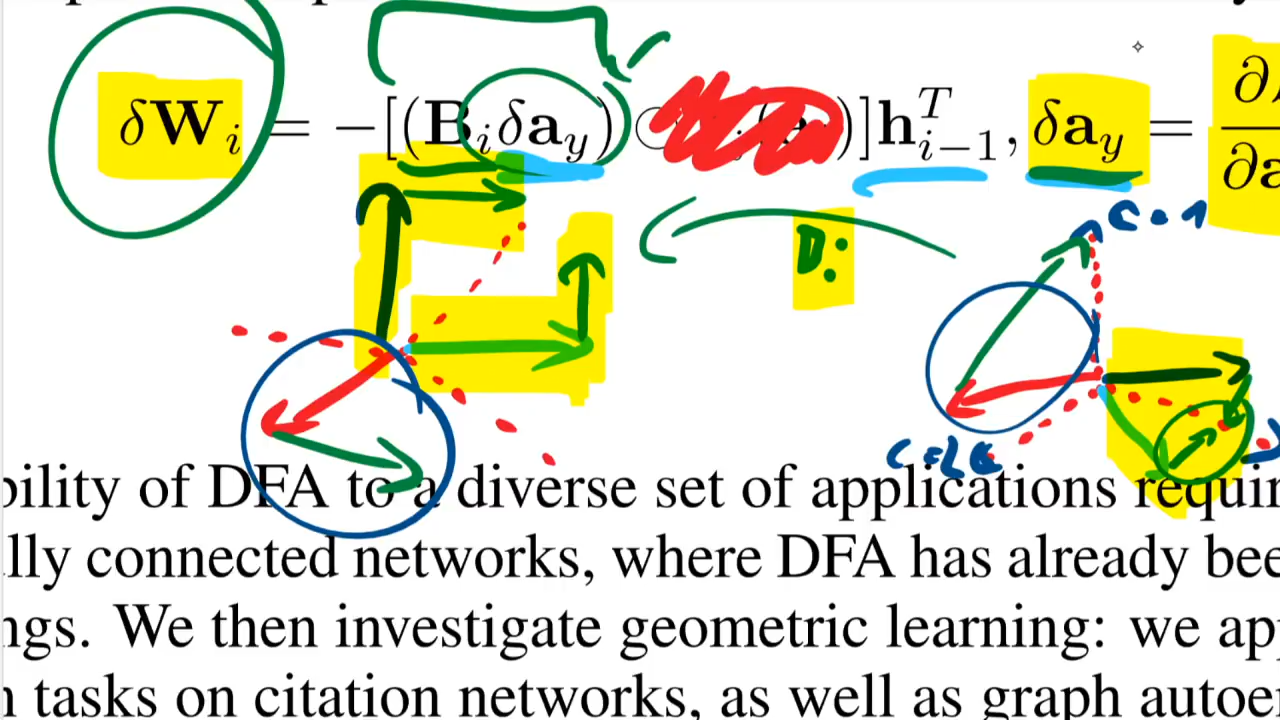 δW_i = −[(B_i δa_y) ⊙ )]h_{i−1}^T, δa_y = ∂ / ∂a
D:
C=1
bility of DFA to a diverse set of applications requir
lly connected networks, where DFA has already bee
ngs. We then investigate geometric learning: we ap
n tasks on citation networks, as well as graph autoe